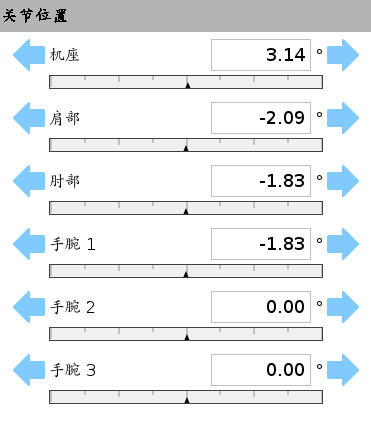 关节位置
机座 3.14 °
肩部 -2.09 °
肘部 -1.83 °
手腕 1 -1.83 °
手腕 2 0.00 °
手腕 3 0.00 °